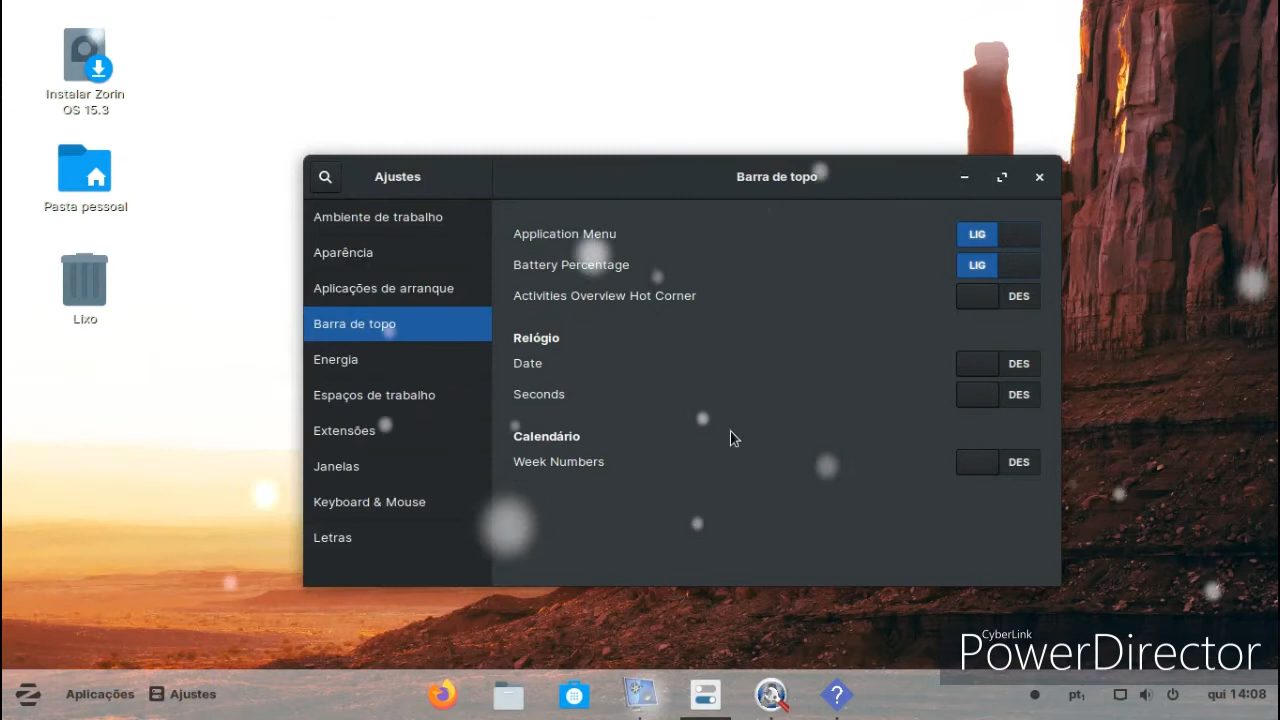 Instalar Zorin
OS 15.3
Pasta pessoal
Lixo
Ajustes
Barra de topo
Ambiente de trabalho
Aparência
Aplicações de arranque
Barra de topo
Energia
Espaços de trabalho
Extensões
Janelas
Keyboard & Mouse
Letras
Application Menu
LIG
Battery Percentage
LIG
Activities Overview Hot Corner
DES
Relógio
Date
DES
Seconds
DES
Calendário
Week Numbers
DES
CyberLink
PowerDirector
Aplicações
Ajustes
?
pt1
qui 14:08